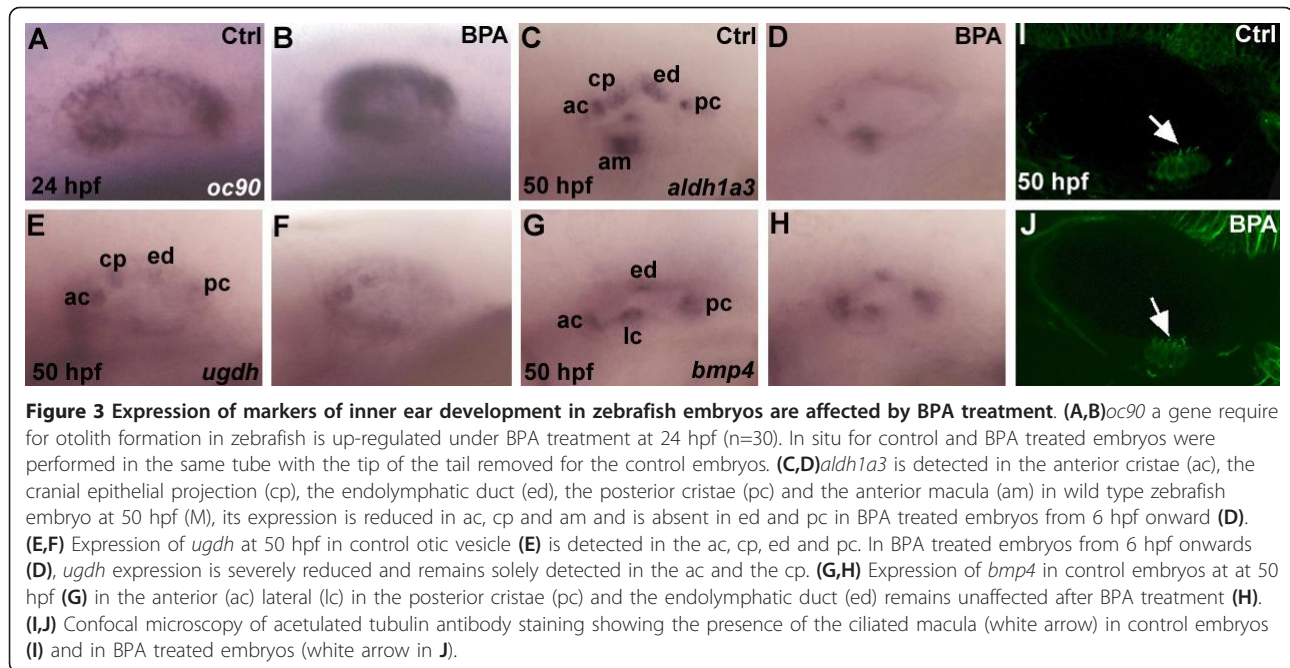 A Ctrl B BPA C Ctrl D BPA I Ctrl
cp ed
ac pc
am
24 hpf oc90 50 hpf aldh1a3 50 hpf
E F G H J BPA
cp ed ed
ac pc ac pc
lc
50 hpf ugdh 50 hpf bmp4
Figure 3 Expression of markers of inner ear development in zebrafish embryos are affected by BPA treatment. (A,B)oc90 a gene require
for otolith formation in zebrafish is up-regulated under BPA treatment at 24 hpf (n=30). In situ for control and BPA treated embryos were
performed in the same tube with the tip of the tail removed for the control embryos. (C,D)aldh1a3 is detected in the anterior cristae (ac), the
cranial epithelial projection (cp), the endolymphatic duct (ed), the posterior cristae (pc) and the anterior macula (am) in wild type zebrafish
embryo at 50 hpf (M), its expression is reduced in ac, cp and am and is absent in ed and pc in BPA treated embryos from 6 hpf onward (D).
(E,F) Expression of ugdh at 50 hpf in control otic vesicle (E) is detected in the ac, cp, ed and pc. In BPA treated embryos from 6 hpf onwards
(D), ugdh expression is severely reduced and remains solely detected in the ac and the cp. (G,H) Expression of bmp4 in control embryos at at 50
hpf (G) in the anterior (ac) lateral (lc) in the posterior cristae (pc) and the endolymphatic duct (ed) remains unaffected after BPA treatment (H).
(I,J) Confocal microscopy of acetulated tubulin antibody staining showing the presence of the ciliated macula (white arrow) in control embryos
(I) and in BPA treated embryos (white arrow in J).